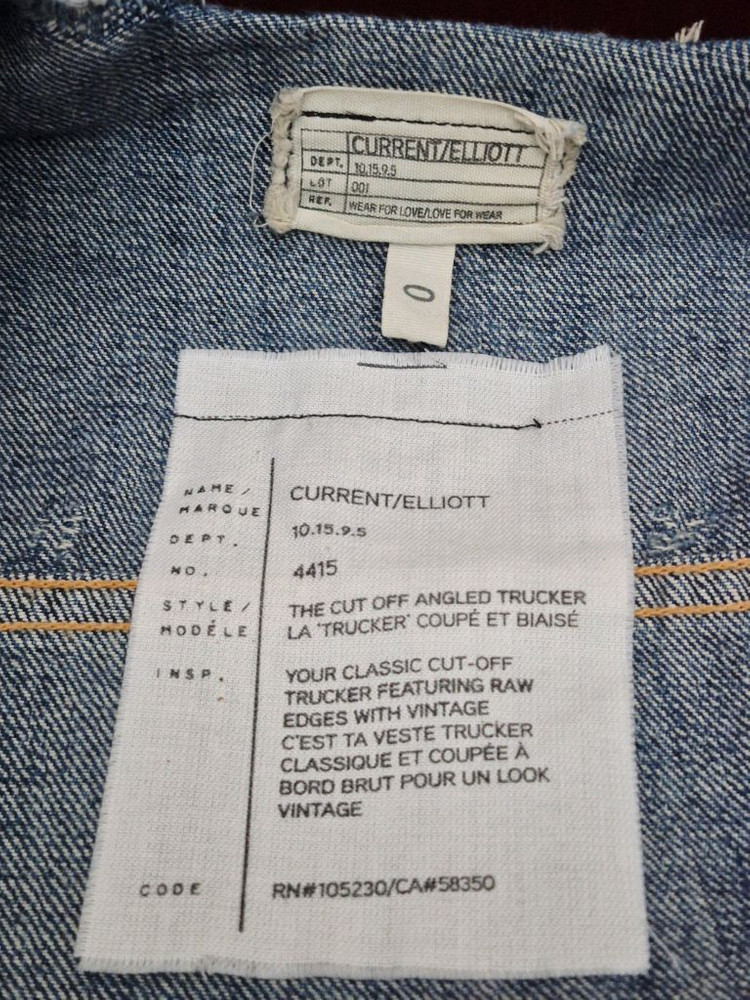 CURRENT/ELLIOTT
DEPT. 10.15.9.5
LOT 001
REF. WEAR FOR LOVE/LOVE FOR WEAR
0
NAME/ CURRENT/ELLIOTT
MARQUE
DEPT. 10.15.9.5
NO. 4415
STYLE/ THE CUT OFF ANGLED TRUCKER
MODÉLE LA "TRUCKER" COUPÉ ET BIAISÉ
INSP. YOUR CLASSIC CUT-OFF
TRUCKER FEATURING RAW
EDGES WITH VINTAGE
C'EST TA VESTE TRUCKER
CLASSIQUE ET COUPÉE À
BORD BRUT POUR UN LOOK
VINTAGE
CODE RN#105230/CA#58350